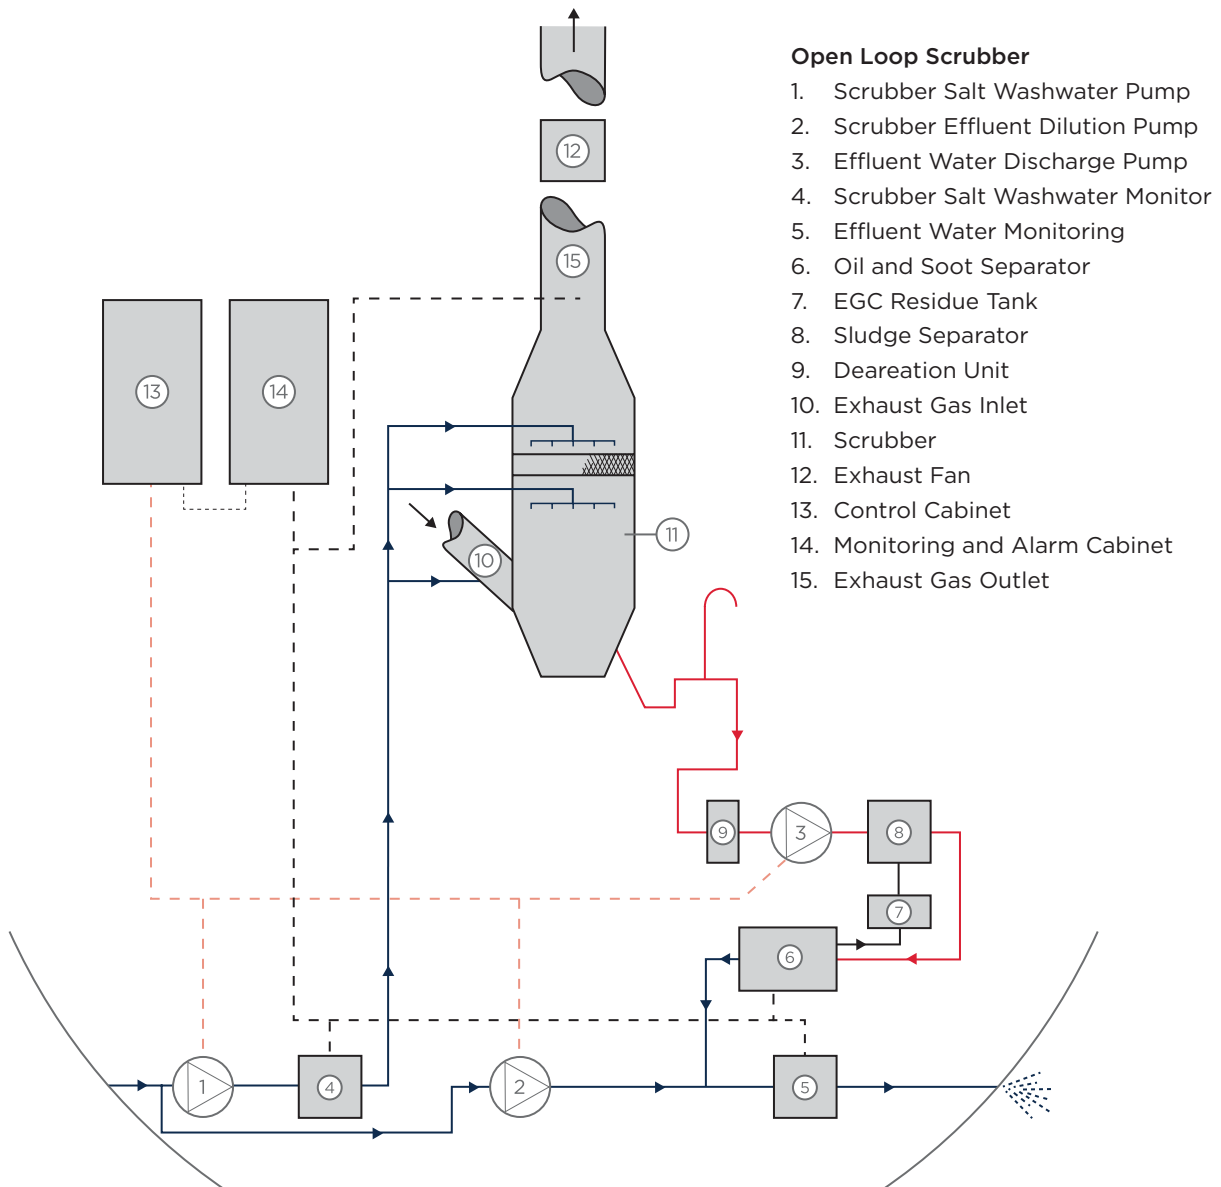 Open Loop Scrubber
1. Scrubber Salt Washwater Pump
2. Scrubber Effluent Dilution Pump
3. Effluent Water Discharge Pump
4. Scrubber Salt Washwater Monitor
5. Effluent Water Monitoring
6. Oil and Soot Separator
7. EGC Residue Tank
8. Sludge Separator
9. Deareation Unit
10. Exhaust Gas Inlet
11. Scrubber
12. Exhaust Fan
13. Control Cabinet
14. Monitoring and Alarm Cabinet
15. Exhaust Gas Outlet
12
15
13
14
11
10
9
3
8
7
6
1
4
2
5